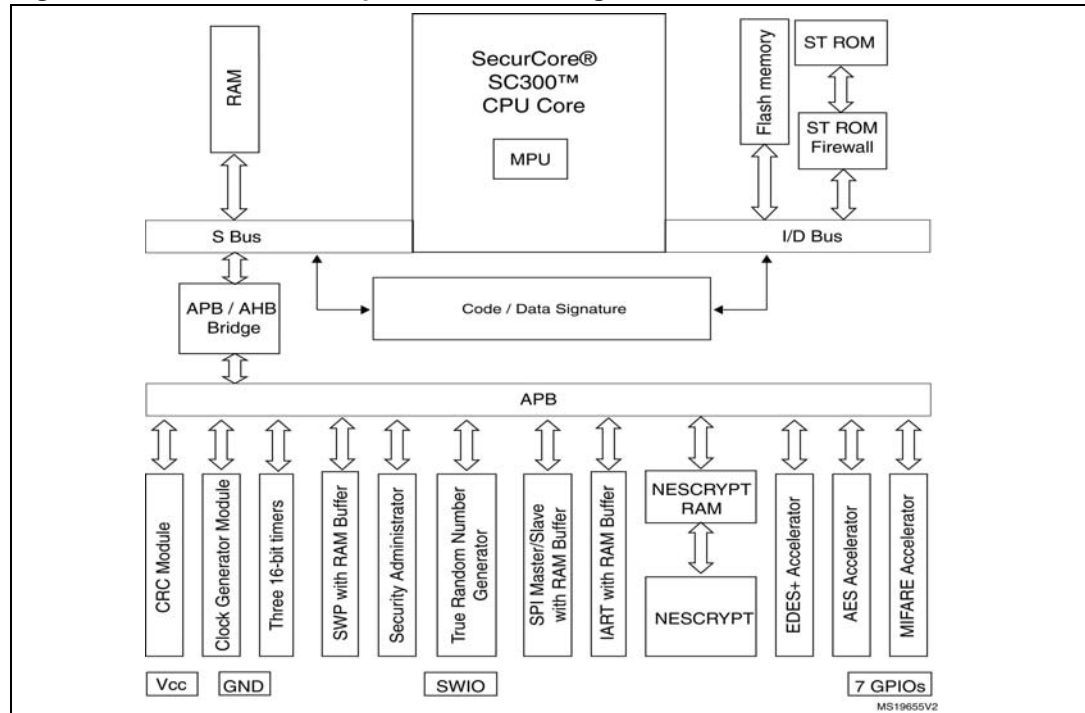 RAM
SecurCore®
SC300™
CPU Core
MPU
Flash memory
ST ROM
ST ROM
Firewall
S Bus
I/D Bus
APB / AHB
Bridge
Code / Data Signature
APB
CRC Module
Clock Generator Module
Three 16-bit timers
SWP with RAM Buffer
Security Administrator
True Random Number
Generator
SPI Master/Slave
with RAM Buffer
IART with RAM Buffer
NESCRYPT
RAM
NESCRYPT
EDES+ Accelerator
AES Accelerator
MIFARE Accelerator
Vcc
GND
SWIO
7 GPIOs
MS19655V2